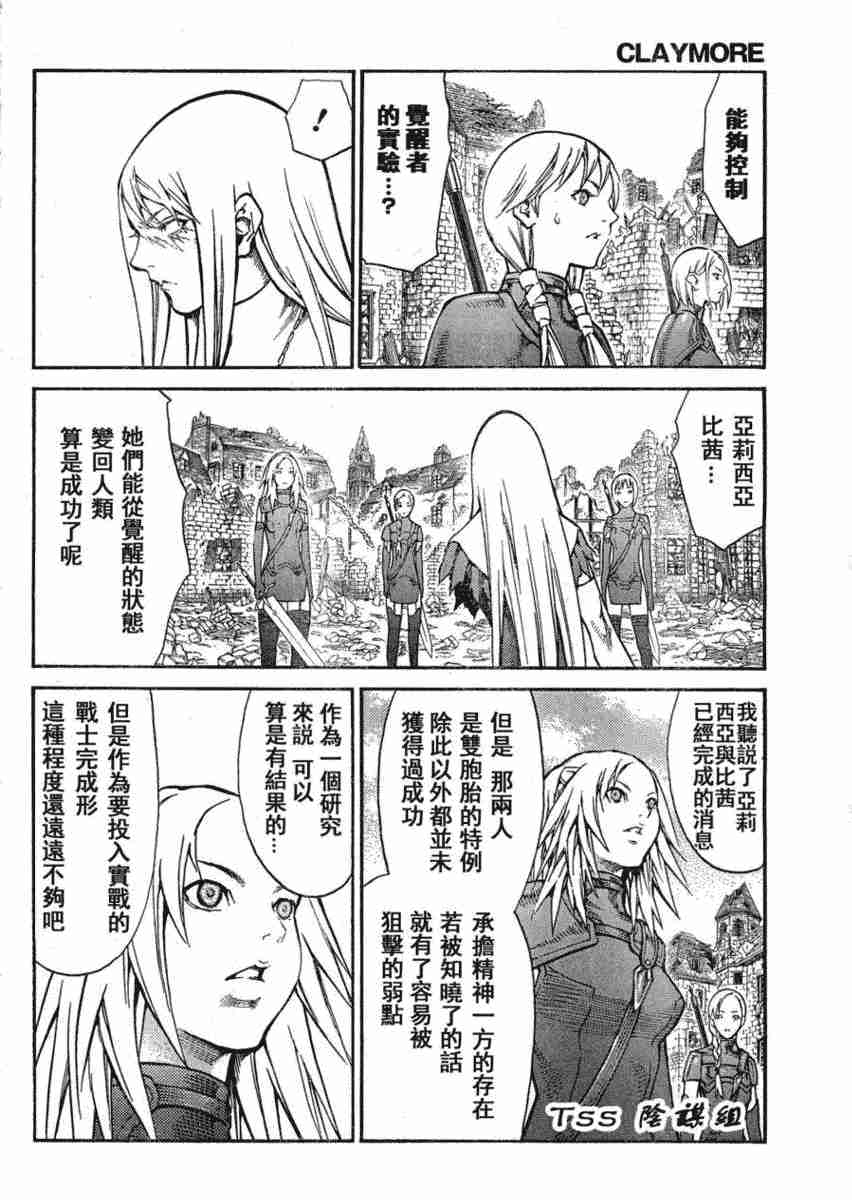 CLAYMORE
能夠控制
覺醒者
的實驗…?
!
亞莉西亞
比茜…
她們能從覺醒的狀態
變回人類
算是成功了呢
我聽說了亞莉
西亞與比茜
已經完成的消息
但是 那兩人
是雙胞胎的特例
除此以外都並未
獲得過成功
承擔精神一方的存在
若被知曉了的話
就有了容易被
狙擊的弱點
作為一個研究
來說 可以
算是有結果的…
但是作為要投入實戰的
戰士完成形
這種程度還遠遠不夠吧
Tss 陰謀組